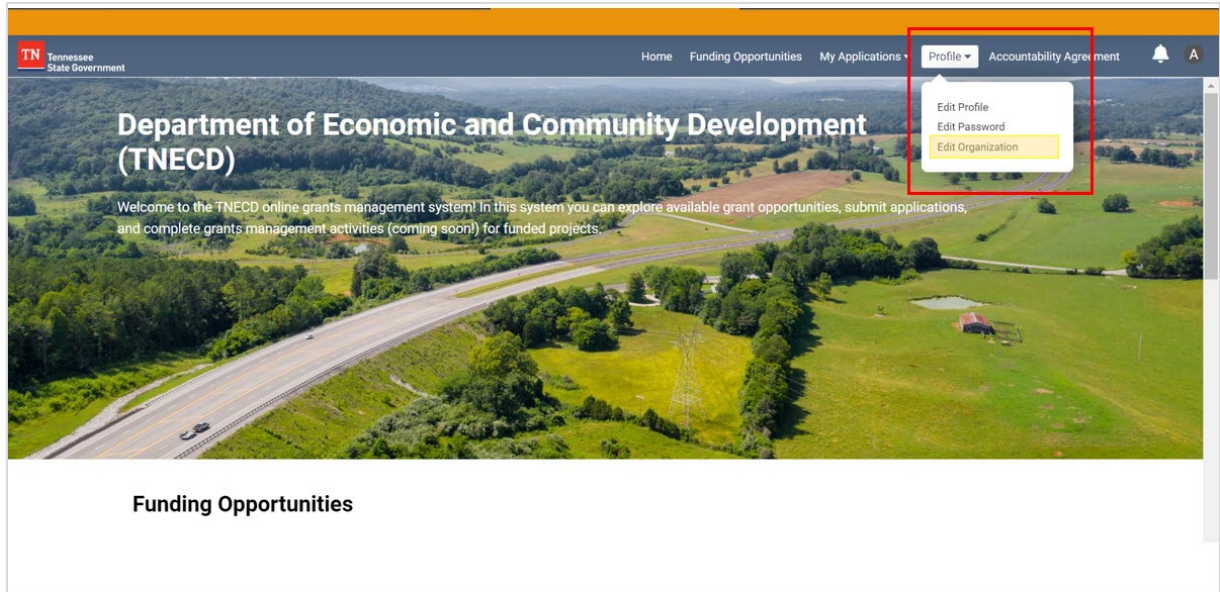 TN Tennessee
State Government
Home Funding Opportunities My Applications Profile Accountability Agreement A
Edit Profile
Edit Password
Edit Organization
Department of Economic and Community Development
(TNECD)
Welcome to the TNECD online grants management system! In this system you can explore available grant opportunities, submit applications,
and complete grants management activities (coming soon!) for funded projects.
Funding Opportunities